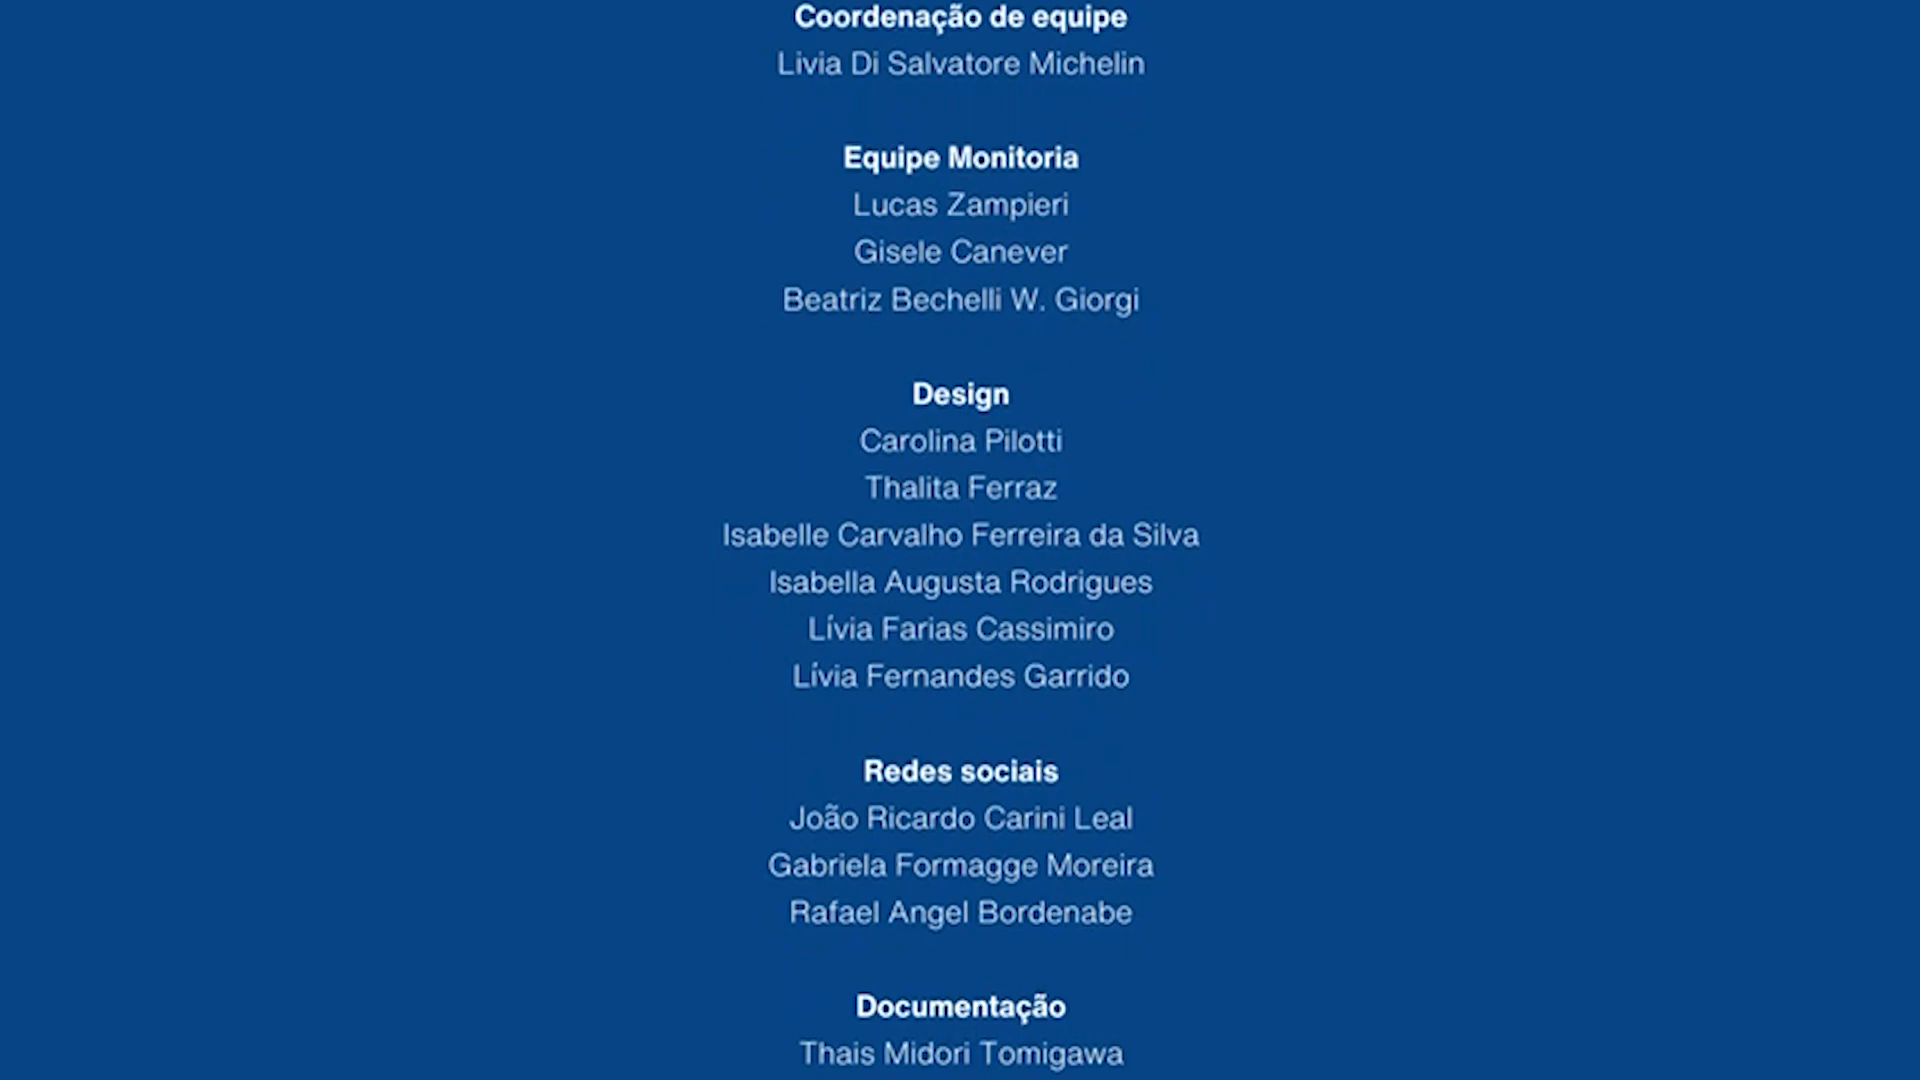 Coordenação de equipe
Livia Di Salvatore Michelin
Equipe Monitoria
Lucas Zampieri
Gisele Canever
Beatriz Bechelli W. Giorgi
Design
Carolina Pilotti
Thalita Ferraz
Isabelle Carvalho Ferreira da Silva
Isabella Augusta Rodrigues
Lívia Farias Cassimiro
Lívia Fernandes Garrido
Redes sociais
João Ricardo Carini Leal
Gabriela Formagge Moreira
Rafael Angel Bordenabe
Documentação
Thais Midori Tomigawa